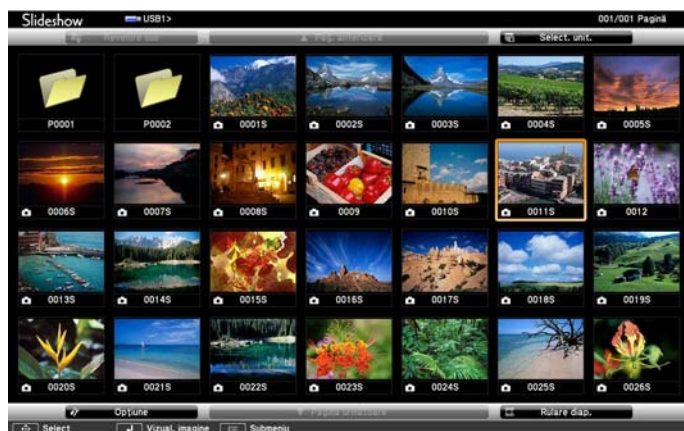 Slideshow USB1> 001/001 Pagină
Revenire sus Pag. anterioară Select. unit.
P0001 P0002 0001S 0002S 0003S 0004S 0005S
0006S 0007S 0008S 0009 0010S 0011S 0012
0013S 0014S 0015S 0016S 0017S 0018S 0019S
0020S 0021S 0022S 0023S 0024S 0025S 0026S
Opţiune Pagina următoare Rulare diap.
Select Vizual. imagine Submeniu